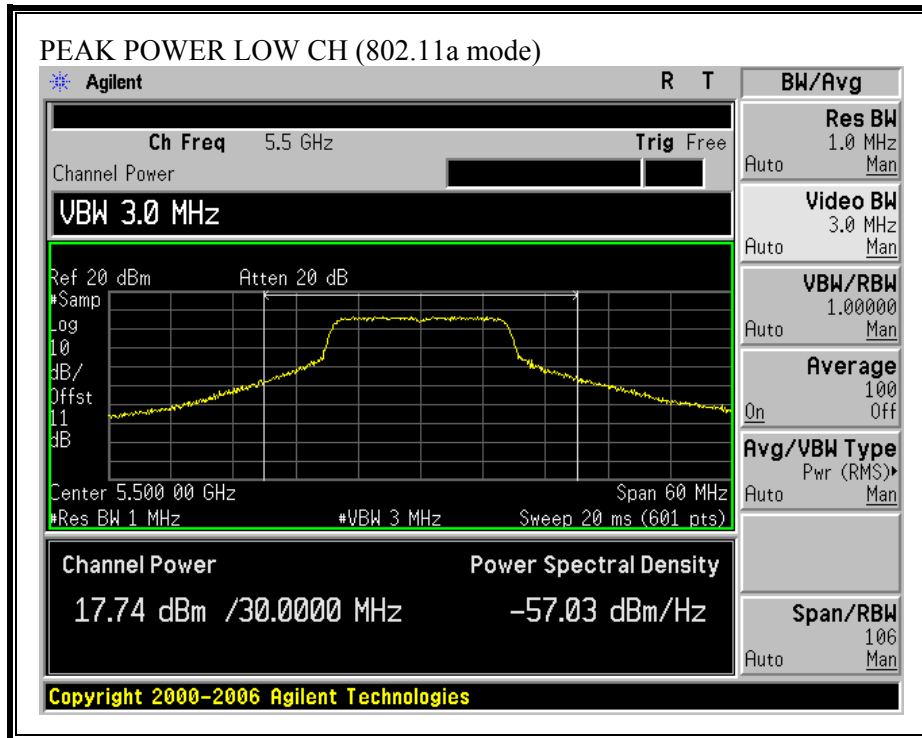 PEAK POWER LOW CH (802.11a mode)
Agilent R T
Ch Freq 5.5 GHz Trig Free
Channel Power
VBW 3.0 MHz
Ref 20 dBm Atten 20 dB
#Samp
Log
10
dB/
Offst
11
dB
Center 5.500 00 GHz Span 60 MHz
#Res BW 1 MHz #VBW 3 MHz Sweep 20 ms (601 pts)
Channel Power Power Spectral Density
17.74 dBm /30.0000 MHz -57.03 dBm/Hz
Copyright 2000-2006 Agilent Technologies
BW/Avg
Res BW
1.0 MHz
Auto Man
Video BW
3.0 MHz
Auto Man
VBW/RBW
1.00000
Auto Man
Average
100
On Off
Avg/VBW Type
Pwr (RMS)▸
Auto Man
Span/RBW
106
Auto Man